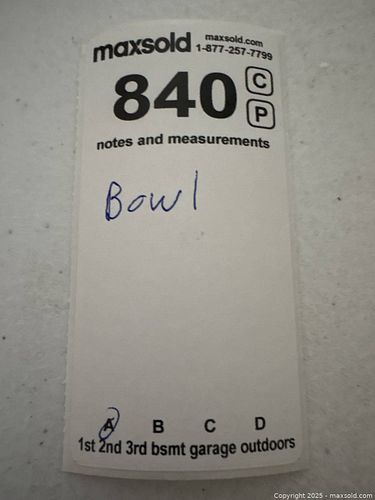 maxsold maxsold.com
1-877-257-7799
840 C
P
notes and measurements
Bowl
A B C D
1st 2nd 3rd bsmt garage outdoors
Copyright © 2025 - maxsold.com